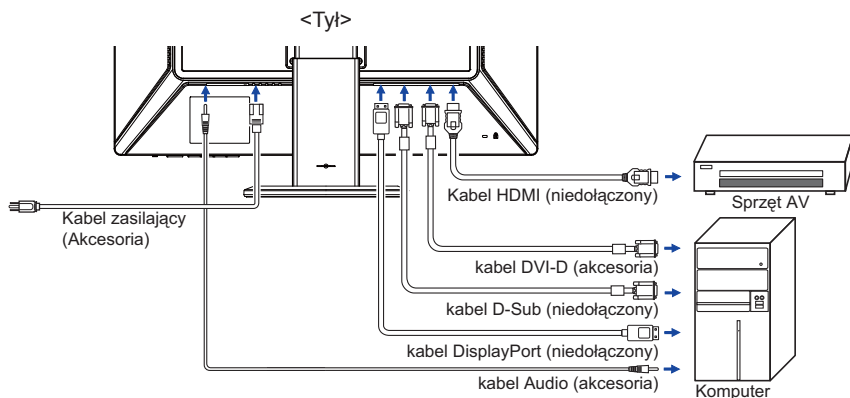 <Tył>
Kabel HDMI (niedołączony)
Sprzęt AV
Kabel zasilający
(Akcesoria)
kabel DVI-D (akcesoria)
kabel D-Sub (niedołączony)
kabel DisplayPort (niedołączony)
kabel Audio (akcesoria)
Komputer